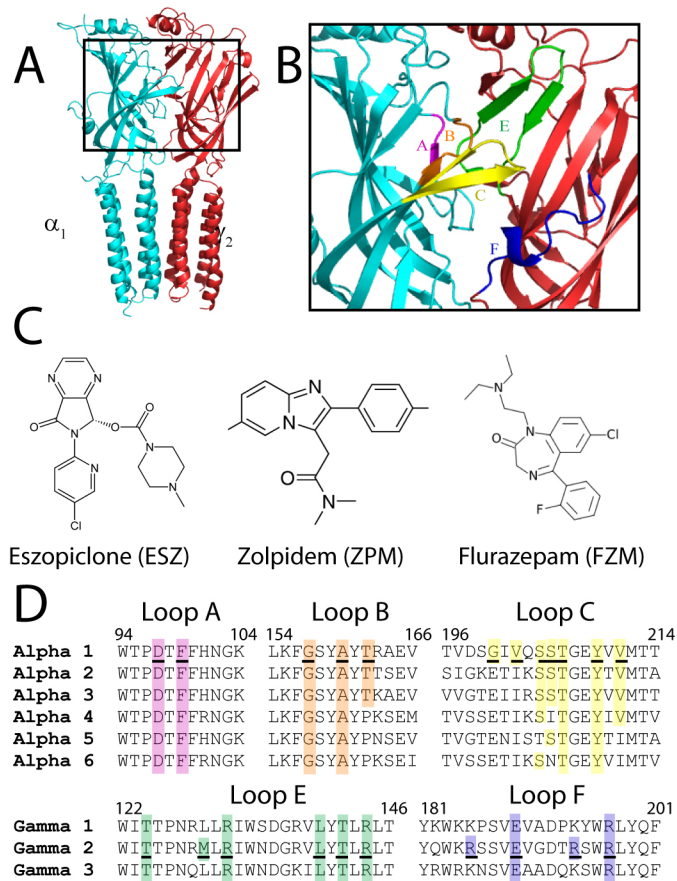 A
B
α1
γ2
A
B
E
C
F
C
N
N
O
N
O
O
N
N
N
Cl
N
N
O
N
N
N
O
N
Cl
F
Eszopiclone (ESZ)
Zolpidem (ZPM)
Flurazepam (FZM)
D
Loop A
Loop B
Loop C
94 104 154 166 196 214
Alpha 1 WTPDTFFHNGK LKFGSYAYTRAEV TVDSGIVQSSTGEYVVMTT
Alpha 2 WTPDTFFHNGK LKFGSYAYTTSEV SIGKETIKSSTGEYTVMTA
Alpha 3 WTPDTFFHNGK LKFGSYAYTKAEV VVGTEIIRSSTGEYVVMTT
Alpha 4 WTPDTFFRNGK LKFGSYAYPKSEM TVSSETIKSITGEYIVMTV
Alpha 5 WTPDTFFHNGK LKFGSYAYPNSEV TVGTENISTSTGEYTIMTA
Alpha 6 WTPDTFFRNGK LKFGSYAYPKSEI TVSSETIKSNTGEYVIMTV
Loop E
Loop F
122 146 181 201
Gamma 1 WITTPNRLLRIWSDGRVLYTLRLT YKWKKPSVEVADPKYWRLYQF
Gamma 2 WITTPNRMLRIWNDGRVLYTLRLT YQWKRSSVEVGDTRSWRLYQF
Gamma 3 WITTPNQLLRIWNDGKILYTLRLT YRWRKNSVEAADQKSWRLYQF